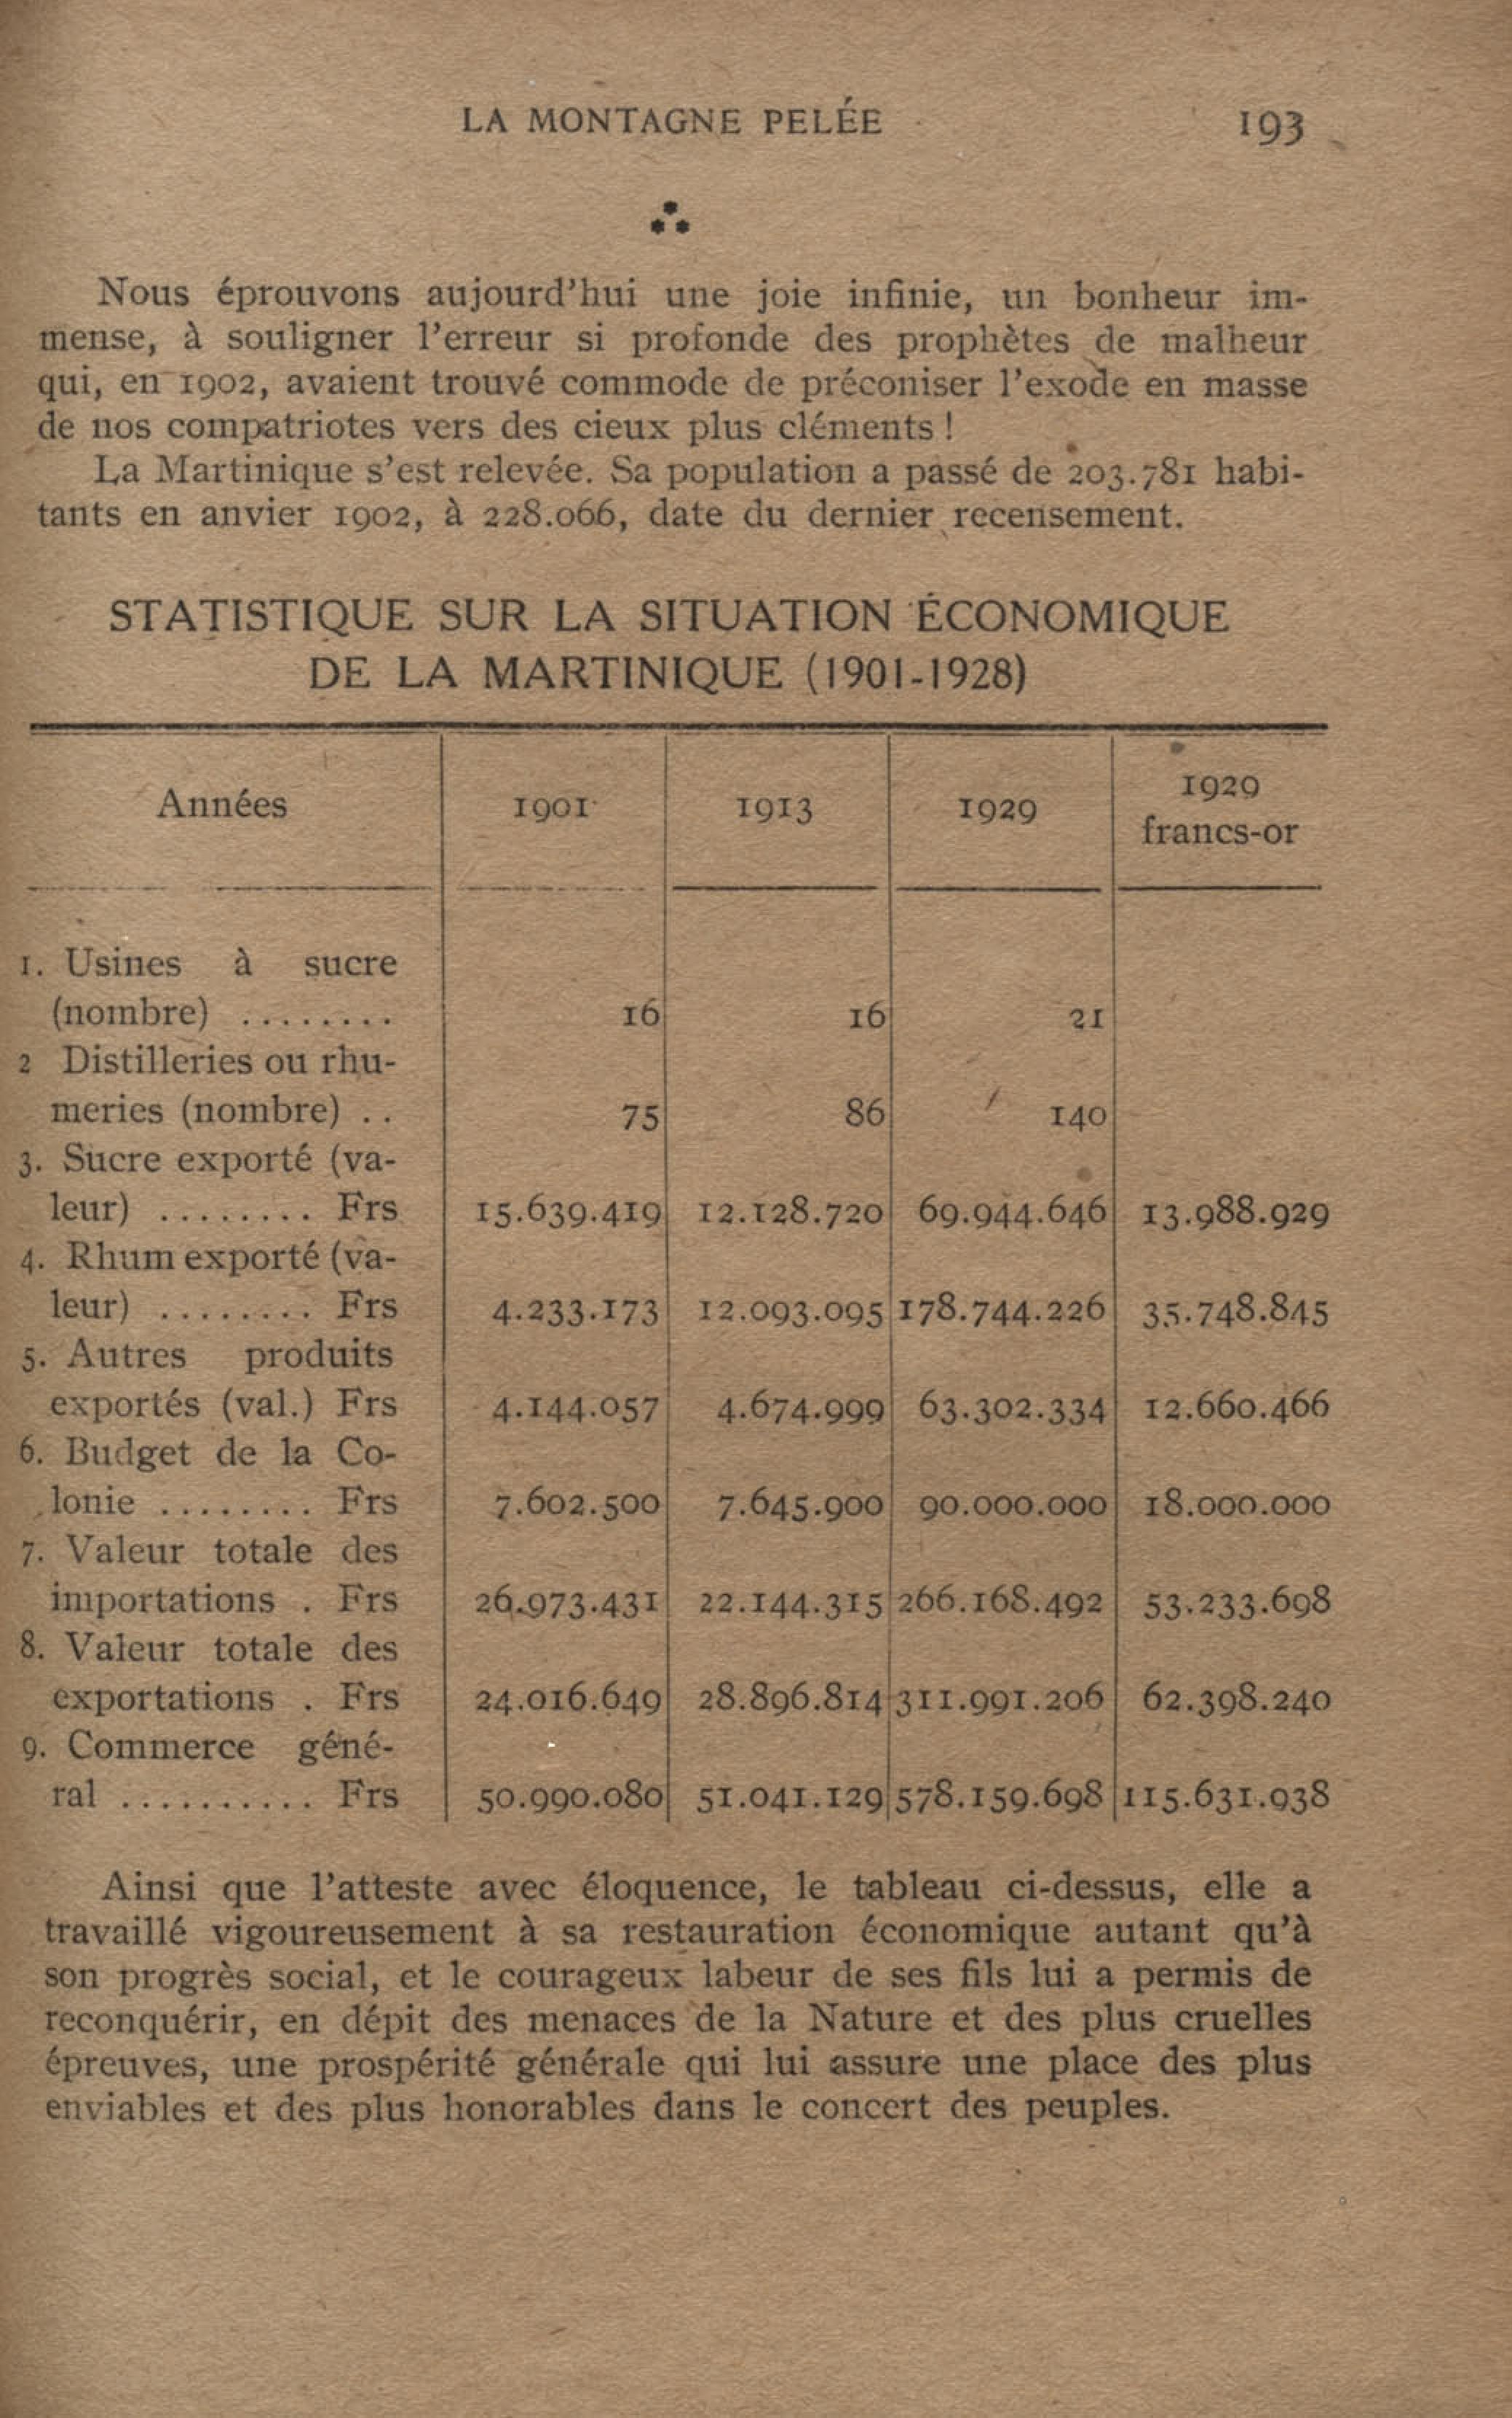 LA MONTAGNE PELÉE 193
Nous éprouvons aujourd'hui une joie infinie, un bonheur im-
mense, à souligner l'erreur si profonde des prophètes de malheur
qui, en 1902, avaient trouvé commode de préconiser l'exode en masse
de nos compatriotes vers des cieux plus cléments !
La Martinique s'est relevée. Sa population a passé de 203.781 habi-
tants en anvier 1902, à 228.066, date du dernier recensement.
STATISTIQUE SUR LA SITUATION ÉCONOMIQUE
DE LA MARTINIQUE (1901-1928)
Années 1901 1913 1929 1929 francs-or
1. Usines à sucre
(nombre) ........ 16 16 21
2 Distilleries ou rhu-
meries (nombre) .. 75 86 140
3. Sucre exporté (va-
leur) ........ Frs 15.639.419 12.128.720 69.944.646 13.988.929
4. Rhum exporté (va-
leur) ........ Frs 4.233.173 12.093.095 178.744.226 35.748.845
5. Autres produits
exportés (val.) Frs 4.144.057 4.674.999 63.302.334 12.660.466
6. Budget de la Co-
lonie ........ Frs 7.602.500 7.645.900 90.000.000 18.000.000
7. Valeur totale des
importations . Frs 26.973.431 22.144.315 266.168.492 53.233.698
8. Valeur totale des
exportations . Frs 24.016.649 28.896.814 311.991.206 62.398.240
9. Commerce géné-
ral .......... Frs 50.990.080 51.041.129 578.159.698 115.631.938
Ainsi que l'atteste avec éloquence, le tableau ci-dessus, elle a
travaillé vigoureusement à sa restauration économique autant qu'à
son progrès social, et le courageux labeur de ses fils lui a permis de
reconquérir, en dépit des menaces de la Nature et des plus cruelles
épreuves, une prospérité générale qui lui assure une place des plus
enviables et des plus honorables dans le concert des peuples.